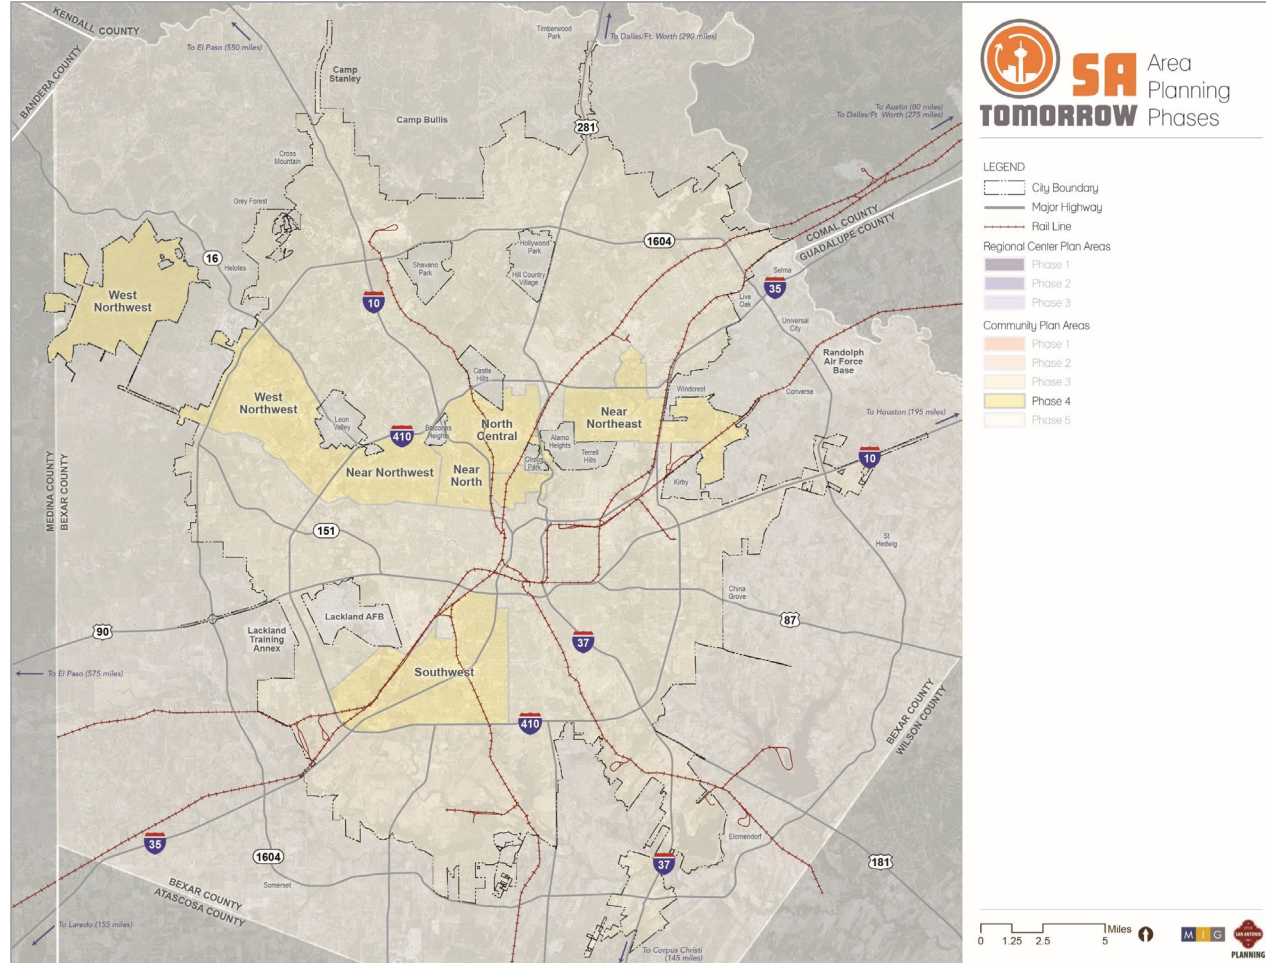 KENDALL COUNTY
BANDERA COUNTY
To El Paso (550 miles)
Timberwood
Park
To Dallas/Ft. Worth (290 miles)
Camp
Stanley
Camp Bullis
281
To Austin (80 miles)
To Dallas/Ft Worth (275 miles)
Cross
Mountain
Grey Forest
16
Helotes
West
Northwest
Shavano
Park
Hollywood
Park
Hill Country
Village
1604
COMAL COUNTY
GUADALUPE COUNTY
Selma
10
35
Live
Oak
Universal
City
Randolph
Air Force
Base
Castle
Hills
Windcrest
Converse
To Houston (195 miles)
West
Northwest
Leon
Valley
410
Balcones
Heights
North
Central
Near
Northeast
Alamo
Heights
Terrell
Hills
Olmos
Park
Near Northwest
Near
North
Kirby
10
MEDINA COUNTY
BEXAR COUNTY
151
St
Hedwig
China
Grove
87
90
Lackland AFB
Lackland
Training
Annex
37
To El Paso (575 miles)
Southwest
410
BEXAR COUNTY
WILSON COUNTY
35
1604
Somerset
BEXAR COUNTY
ATASCOSA COUNTY
To Laredo (155 miles)
Elomendorf
37
181
To Corpus Christi
(145 miles)
SA
TOMORROW
Area
Planning
Phases
LEGEND
City Boundary
Major Highway
Rail Line
Regional Center Plan Areas
Phase 1
Phase 2
Phase 3
Community Plan Areas
Phase 1
Phase 2
Phase 3
Phase 4
Phase 5
Miles
0 1.25 2.5 5
MIG
SAN ANTONIO
PLANNING